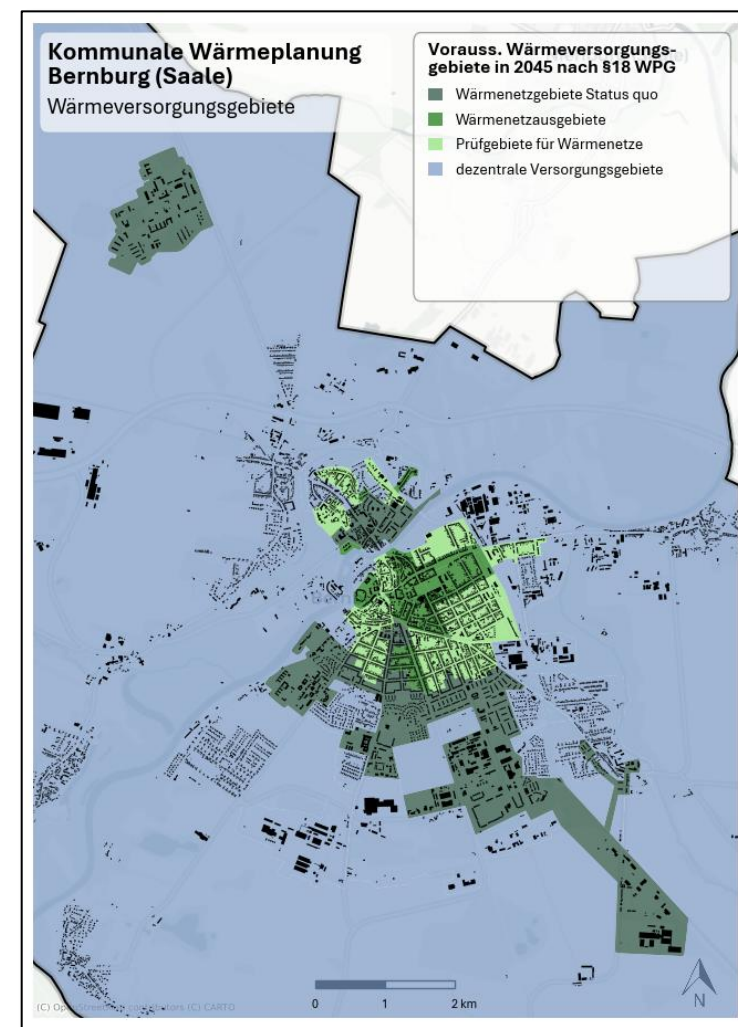 Kommunale Wärmeplanung
Bernburg (Saale)
Wärmeversorgungsgebiete
Vorauss. Wärmeversorgungs-
gebiete in 2045 nach §18 WPG
Wärmenetzgebiete Status quo
Wärmenetzausgebiete
Prüfgebiete für Wärmenetze
dezentrale Versorgungsgebiete
0 1 2 km
N
(C) OpenStreetMap contributors (C) CARTO